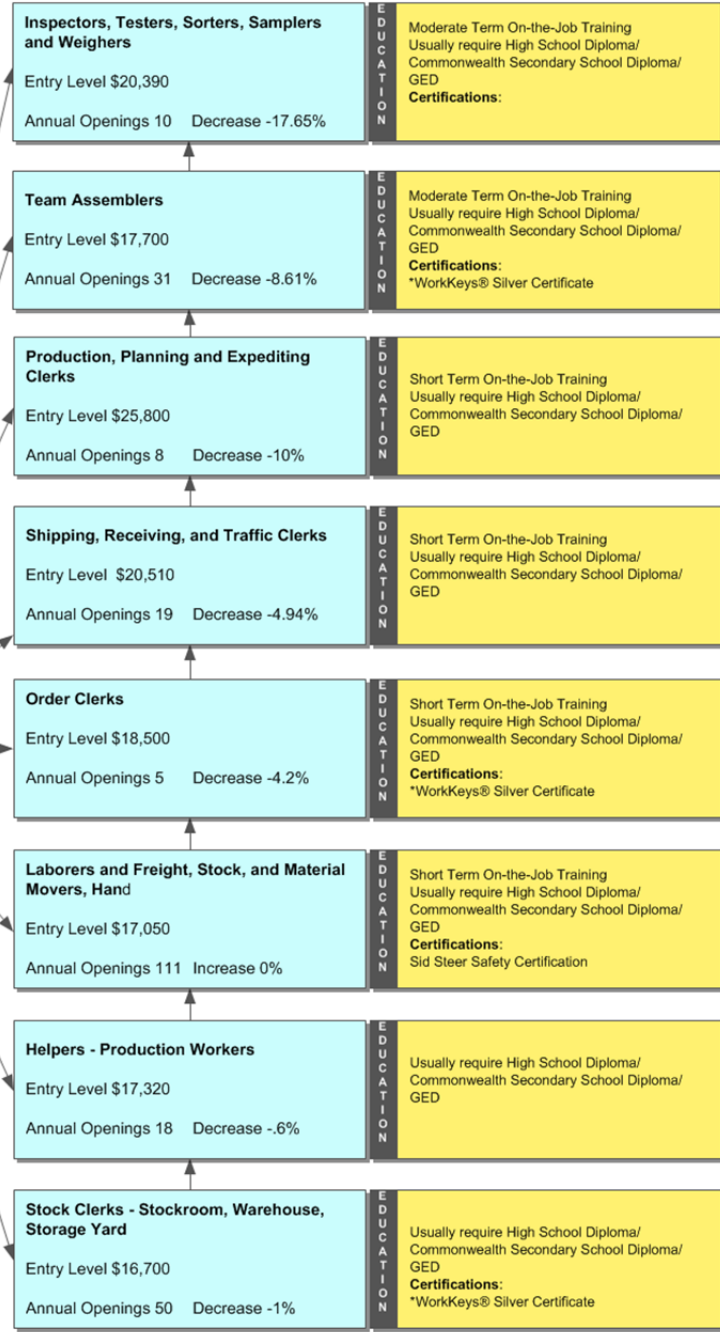 Inspectors, Testers, Sorters, Samplers
and Weighers
Entry Level $20,390
Annual Openings 10 Decrease -17.65%
EDUCATION
Moderate Term On-the-Job Training
Usually require High School Diploma/
Commonwealth Secondary School Diploma/
GED
Certifications:
Team Assemblers
Entry Level $17,700
Annual Openings 31 Decrease -8.61%
EDUCATION
Moderate Term On-the-Job Training
Usually require High School Diploma/
Commonwealth Secondary School Diploma/
GED
Certifications:
*WorkKeys® Silver Certificate
Production, Planning and Expediting
Clerks
Entry Level $25,800
Annual Openings 8 Decrease -10%
EDUCATION
Short Term On-the-Job Training
Usually require High School Diploma/
Commonwealth Secondary School Diploma/
GED
Shipping, Receiving, and Traffic Clerks
Entry Level $20,510
Annual Openings 19 Decrease -4.94%
EDUCATION
Short Term On-the-Job Training
Usually require High School Diploma/
Commonwealth Secondary School Diploma/
GED
Order Clerks
Entry Level $18,500
Annual Openings 5 Decrease -4.2%
EDUCATION
Short Term On-the-Job Training
Usually require High School Diploma/
Commonwealth Secondary School Diploma/
GED
Certifications:
*WorkKeys® Silver Certificate
Laborers and Freight, Stock, and Material
Movers, Hand
Entry Level $17,050
Annual Openings 111 Increase 0%
EDUCATION
Short Term On-the-Job Training
Usually require High School Diploma/
Commonwealth Secondary School Diploma/
GED
Certifications:
Sid Steer Safety Certification
Helpers - Production Workers
Entry Level $17,320
Annual Openings 18 Decrease -.6%
EDUCATION
Usually require High School Diploma/
Commonwealth Secondary School Diploma/
GED
Stock Clerks - Stockroom, Warehouse,
Storage Yard
Entry Level $16,700
Annual Openings 50 Decrease -1%
EDUCATION
Usually require High School Diploma/
Commonwealth Secondary School Diploma/
GED
Certifications:
*WorkKeys® Silver Certificate